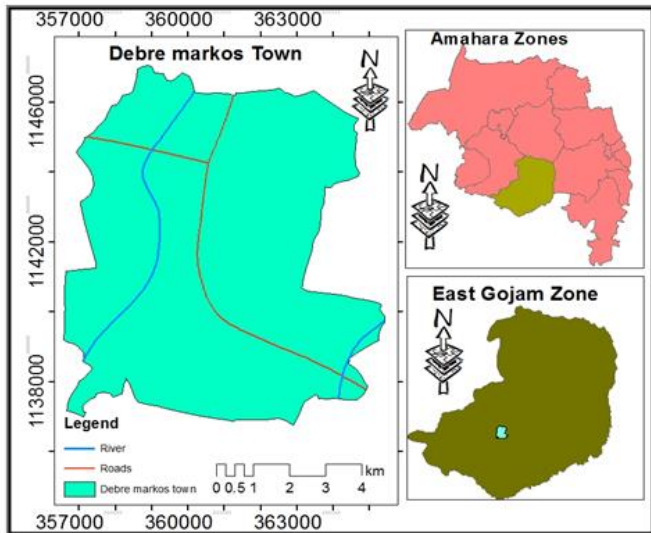 357000 360000 363000
Debre markos Town
N
1146000
1142000
1138000
Legend
River
Roads
Debre markos town
km
0 0.5 1 2 3 4
357000 360000 363000
Amahara Zones
N
East Gojam Zone
N